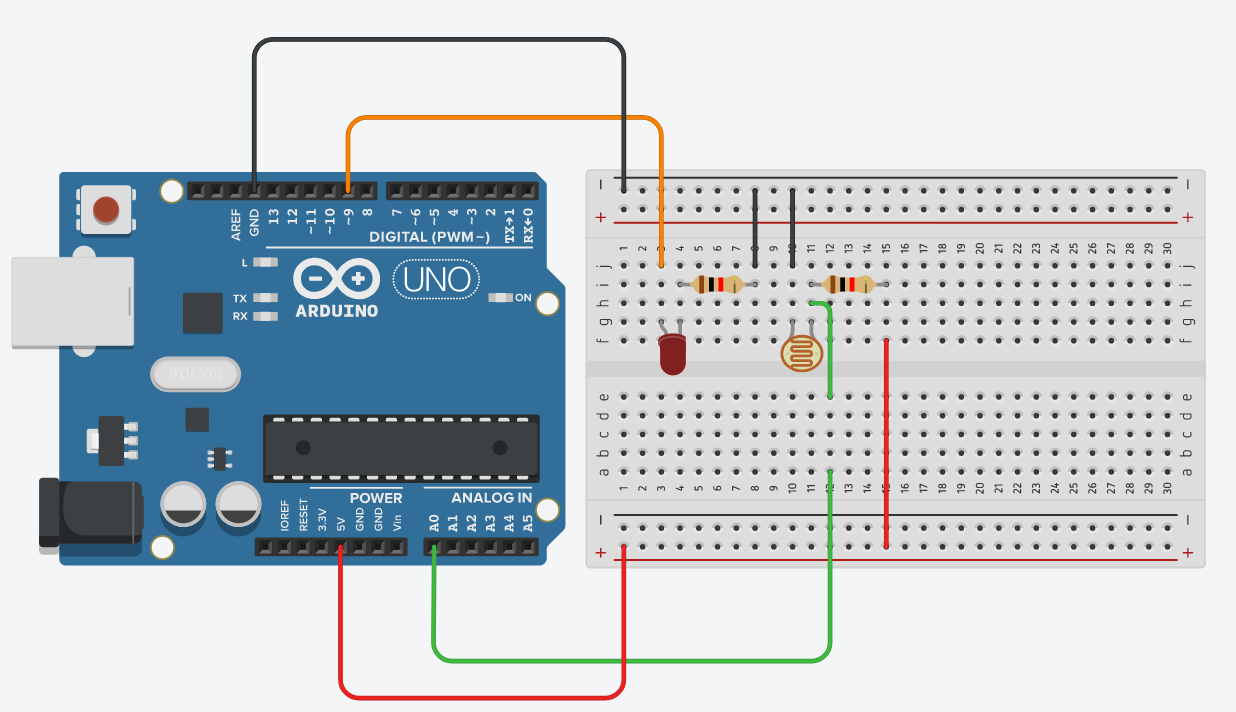 − −
+ +
1 2 3 4 5 6 7 8 9 10 11 12 13 14 15 16 17 18 19 20 21 22 23 24 25 26 27 28 29 30
j j
i i
h h
g g
f f
e e
d d
c c
b b
a a
1 2 3 4 5 6 7 8 9 10 11 12 13 14 15 16 17 18 19 20 21 22 23 24 25 26 27 28 29 30
− −
+ +
AREF GND 13 12 ~11 ~10 ~9 8 7 ~6 ~5 4 ~3 2 TX→1 RX←0
DIGITAL (PWM~)
L
TX
RX
UNO
ON
ARDUINO
SPK16.000G
POWER ANALOG IN
IOREF RESET 3.3V 5V GND GND Vin A0 A1 A2 A3 A4 A5